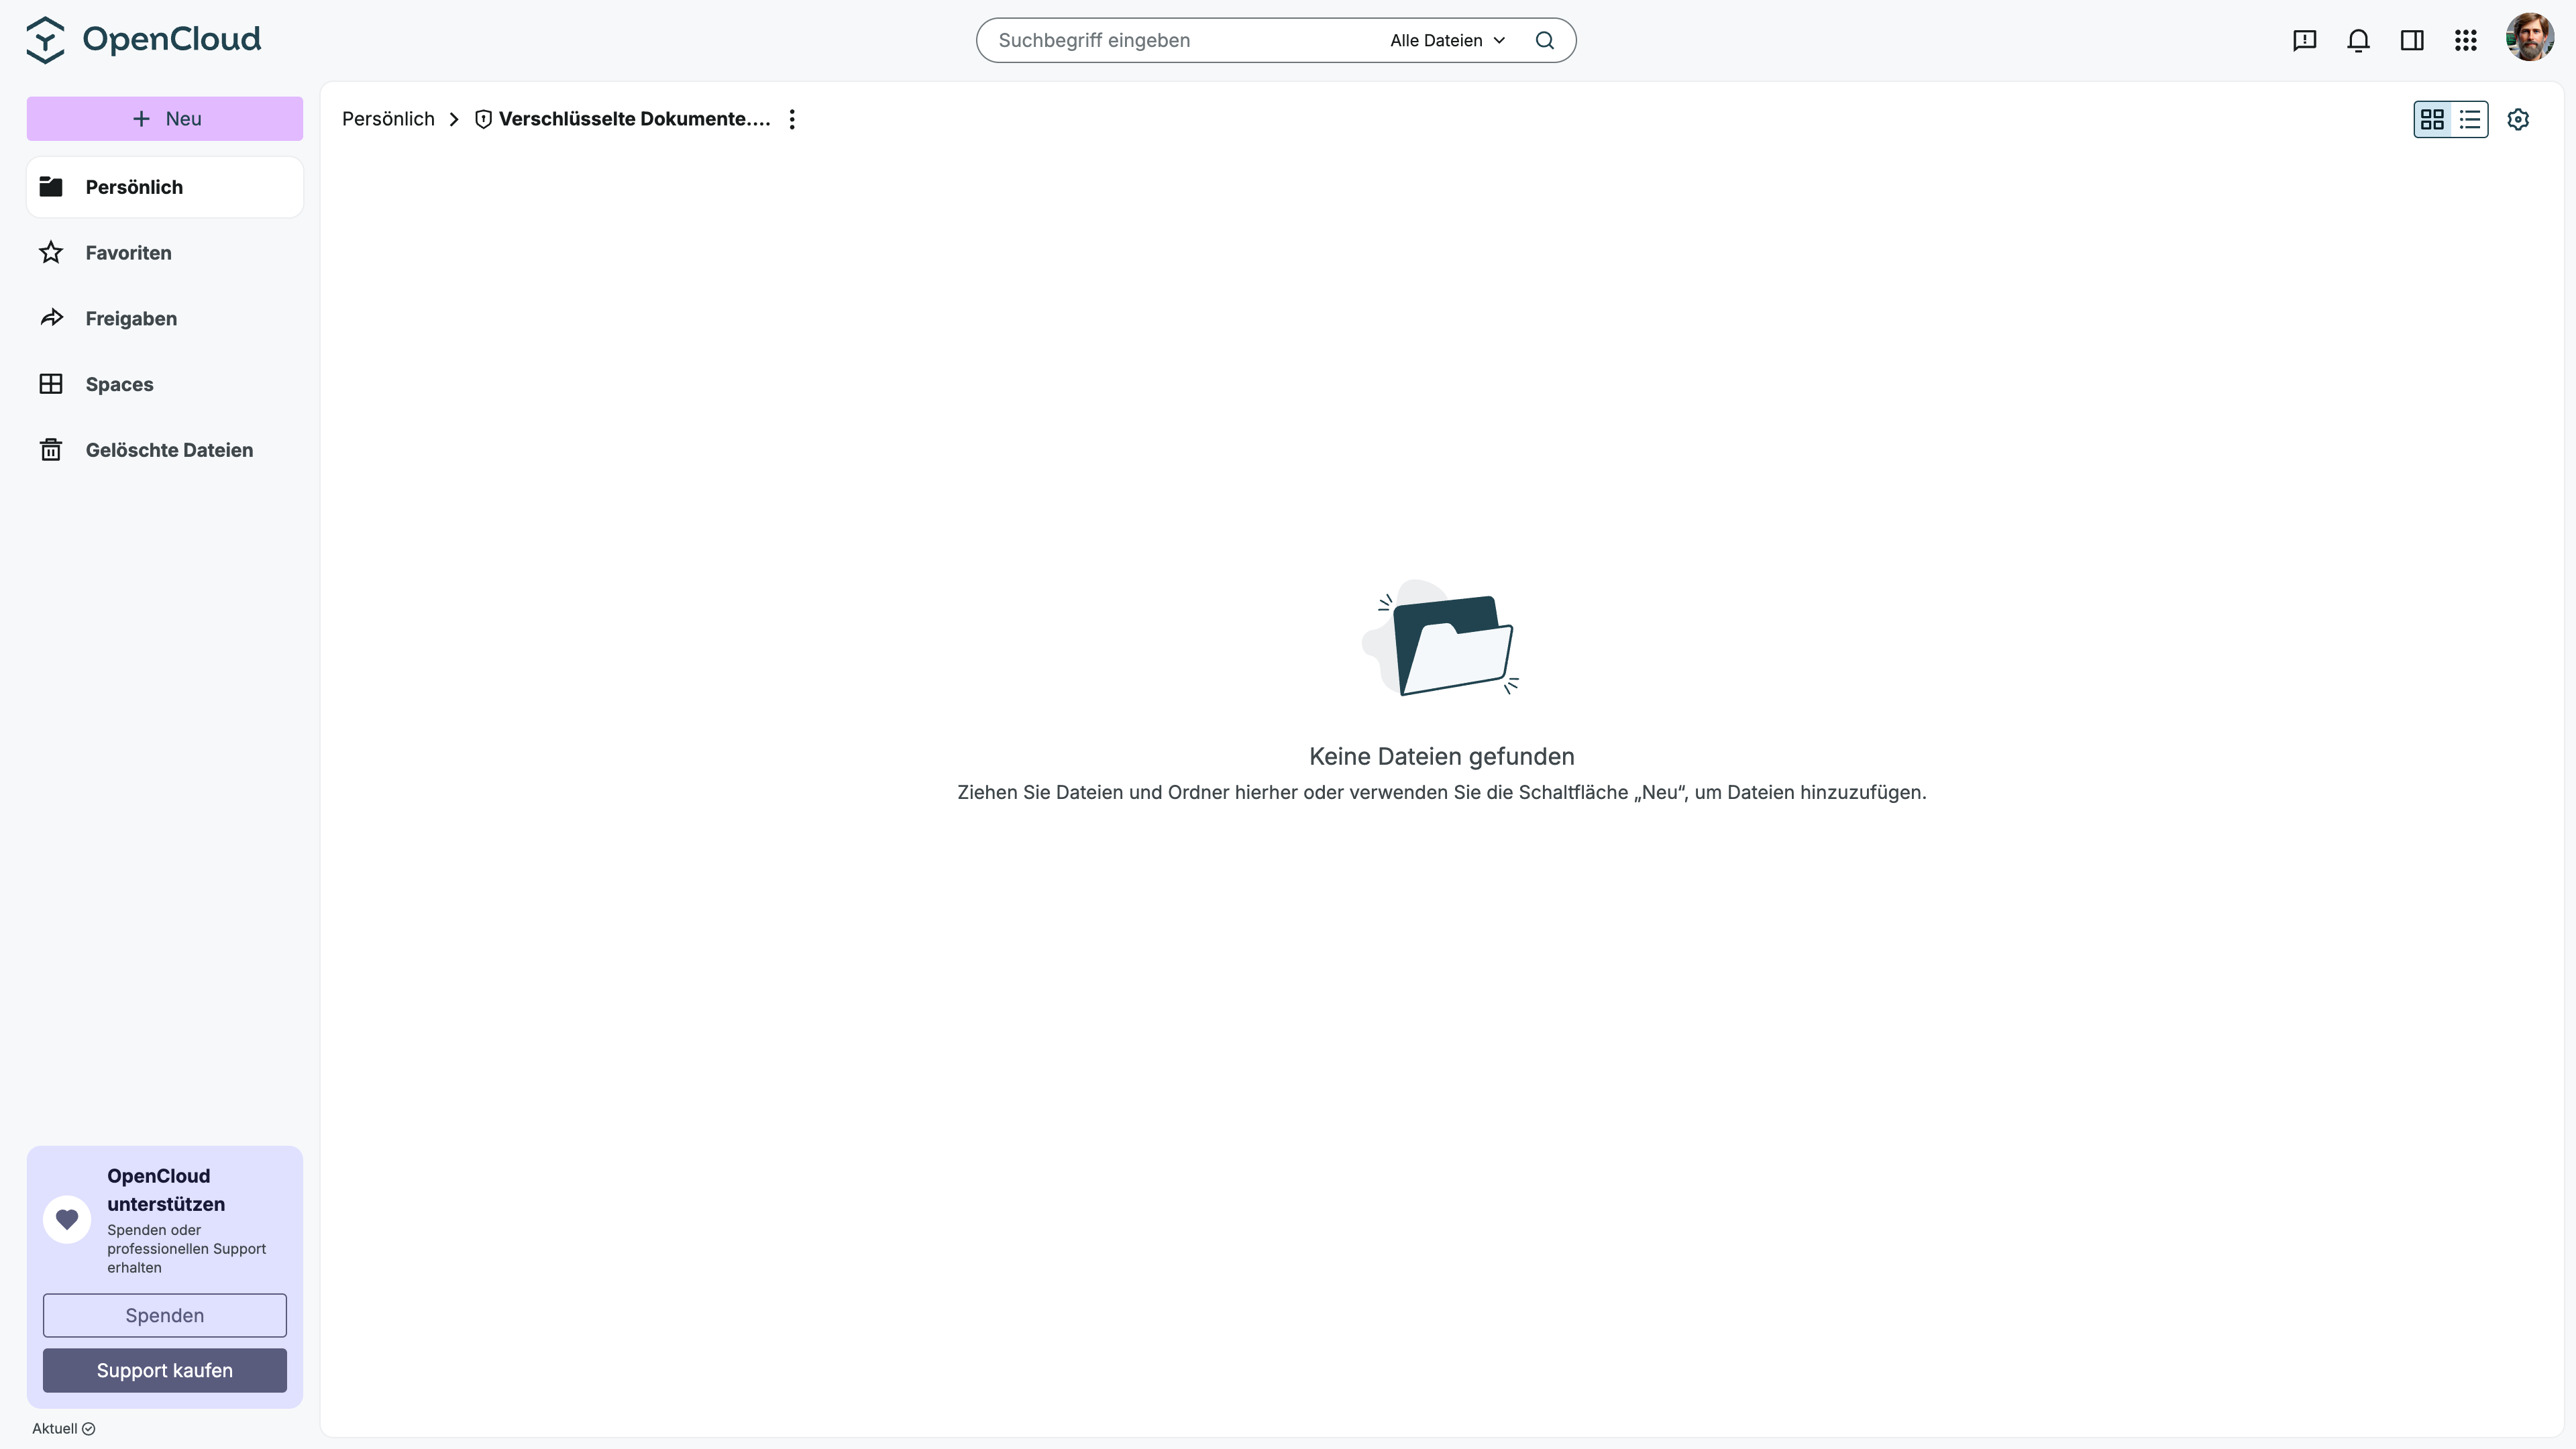 OpenCloud
Suchbegriff eingeben
Alle Dateien
Neu
Persönlich
Verschlüsselte Dokumente....
Persönlich
Favoriten
Freigaben
Spaces
Gelöschte Dateien
Keine Dateien gefunden
Ziehen Sie Dateien und Ordner hierher oder verwenden Sie die Schaltfläche „Neu“, um Dateien hinzuzufügen.
OpenCloud
unterstützen
Spenden oder
professionellen Support
erhalten
Spenden
Support kaufen
Aktuell